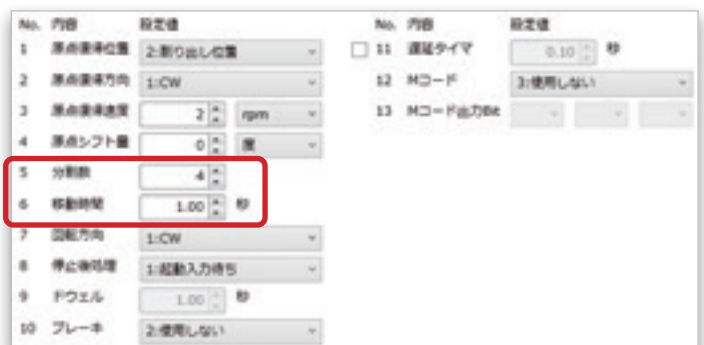 No. 内容 設定値
1 原点復帰位置 2:割り出し位置
2 原点復帰方向 1:CW
3 原点復帰速度 2 rpm
4 原点シフト量 0 度
5 分割数 4
6 移動時間 1.00 秒
7 回転方向 1:CW
8 停止後処理 1:起動入力待ち
9 ドウェル 1.00 秒
10 ブレーキ 2:使用しない
No. 内容 設定値
11 遅延タイマ 0.10 秒
12 Mコード 3:使用しない
13 Mコード出力Bit